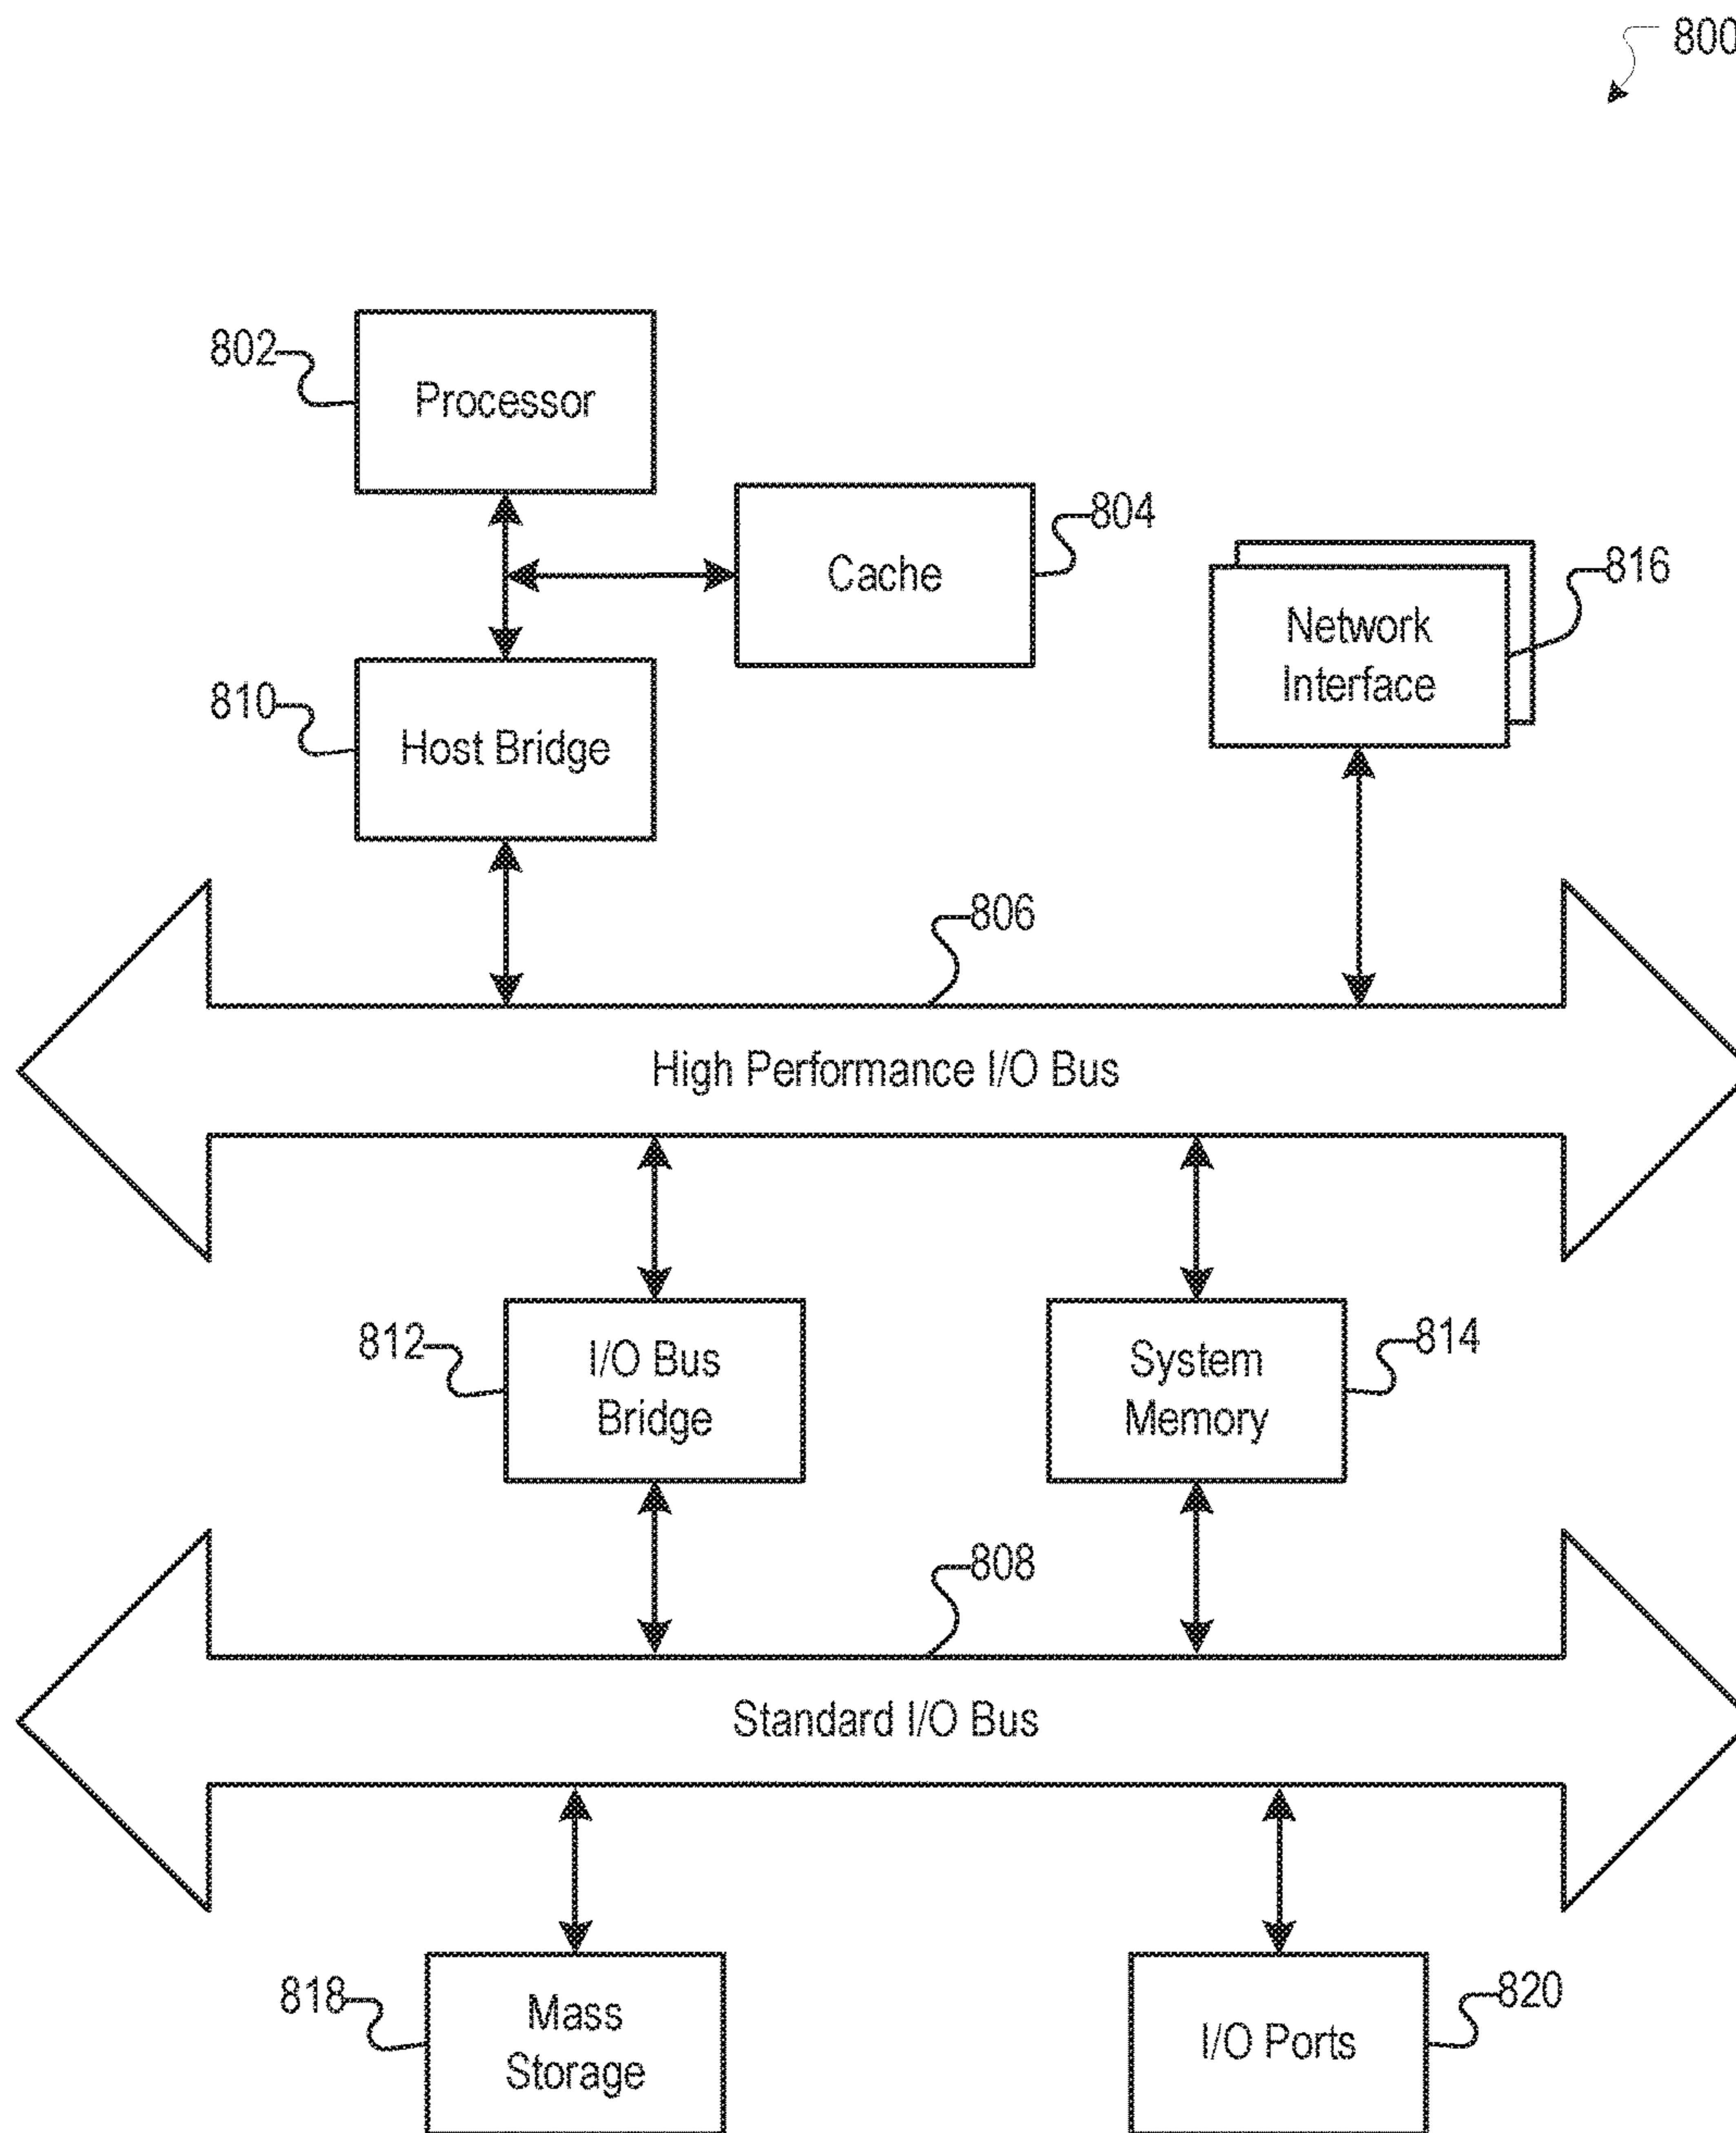 800
802
Processor
804
Cache
816
Network
Interface
810
Host Bridge
806
High Performance I/O Bus
812
I/O Bus
Bridge
System
Memory
814
808
Standard I/O Bus
818
Mass
Storage
I/O Ports
820